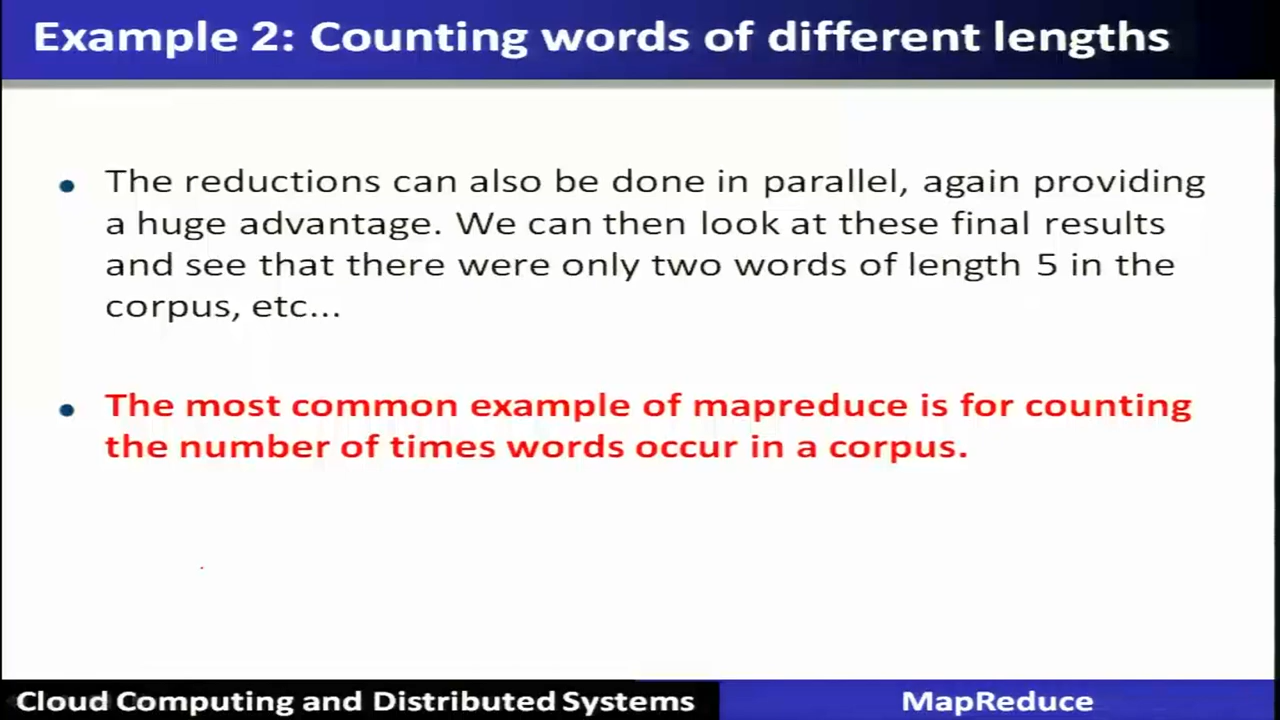 Example 2: Counting words of different lengths
The reductions can also be done in parallel, again providing
a huge advantage. We can then look at these final results
and see that there were only two words of length 5 in the
corpus, etc...
The most common example of mapreduce is for counting
the number of times words occur in a corpus.
Cloud Computing and Distributed Systems
MapReduce